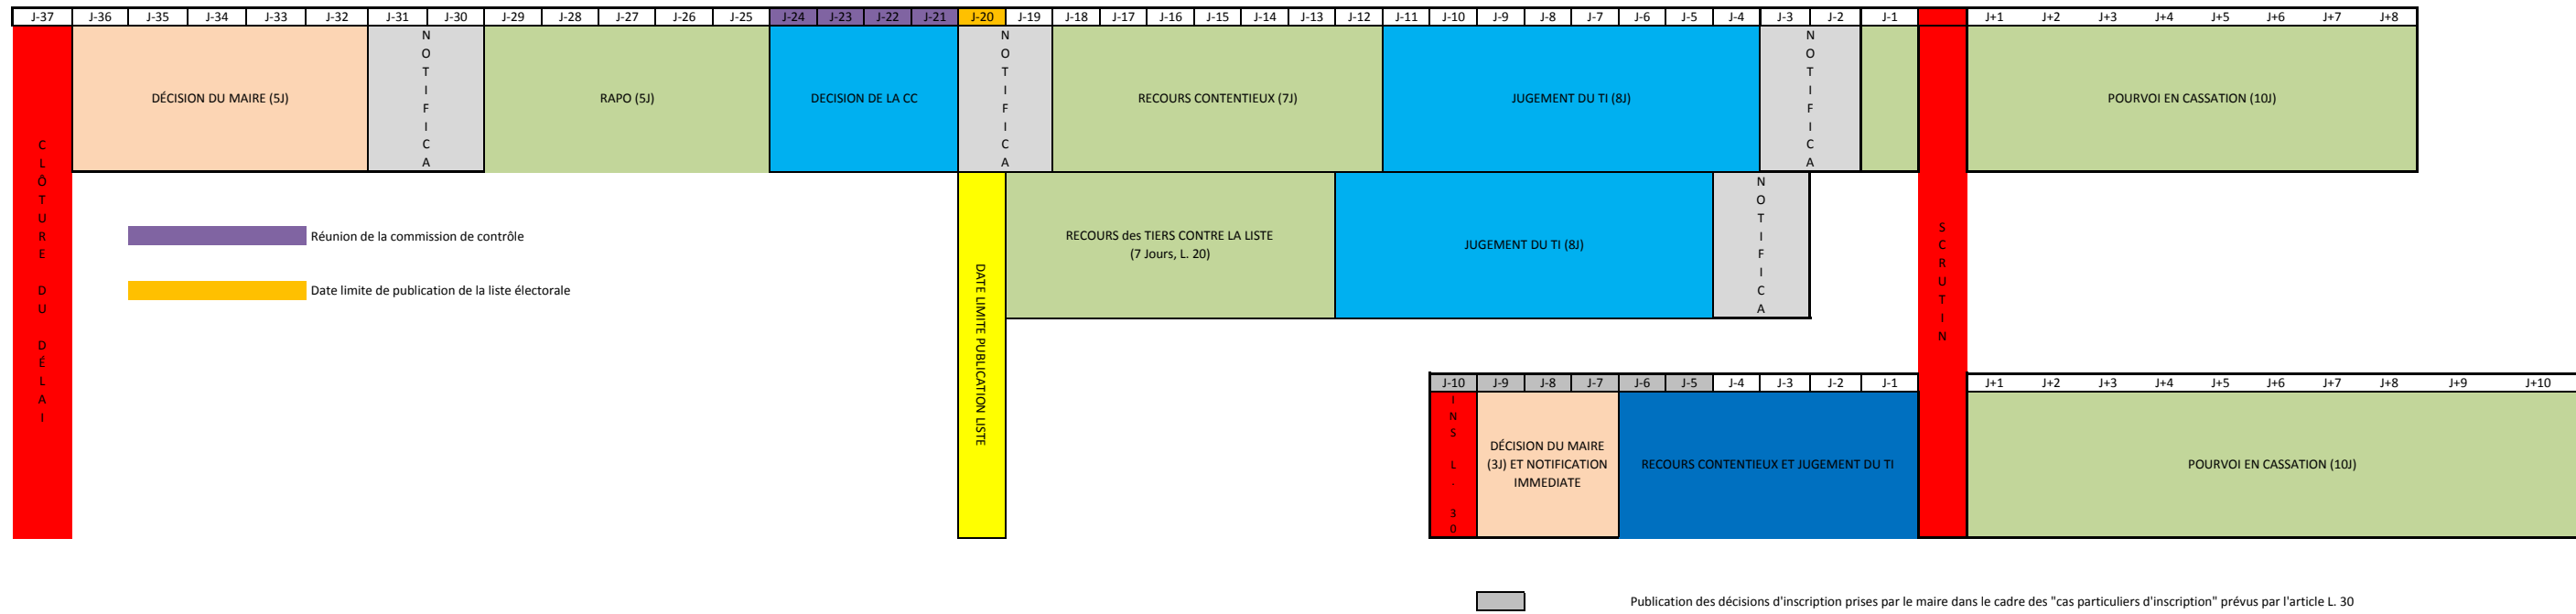 J-37 J-36 J-35 J-34 J-33 J-32 J-31 J-30 J-29 J-28 J-27 J-26 J-25 J-24 J-23 J-22 J-21 J-20 J-19 J-18 J-17 J-16 J-15 J-14 J-13 J-12 J-11 J-10 J-9 J-8 J-7 J-6 J-5 J-4 J-3 J-2 J-1 J+1 J+2 J+3 J+4 J+5 J+6 J+7 J+8
CLÔTURE DU DÉLAI
DÉCISION DU MAIRE (5J)
NOTIFICA
RAPO (5J)
DECISION DE LA CC
NOTIFICA
RECOURS CONTENTIEUX (7J)
JUGEMENT DU TI (8J)
NOTIFICA
SCRUTIN
POURVOI EN CASSATION (10J)
Réunion de la commission de contrôle
Date limite de publication de la liste électorale
DATE LIMITE PUBLICATION LISTE
RECOURS des TIERS CONTRE LA LISTE
(7 Jours, L. 20)
JUGEMENT DU TI (8J)
NOTIFICA
J-10 J-9 J-8 J-7 J-6 J-5 J-4 J-3 J-2 J-1 J+1 J+2 J+3 J+4 J+5 J+6 J+7 J+8 J+9 J+10
INS L. 30
DÉCISION DU MAIRE
(3J) ET NOTIFICATION
IMMEDIATE
RECOURS CONTENTIEUX ET JUGEMENT DU TI
POURVOI EN CASSATION (10J)
Publication des décisions d'inscription prises par le maire dans le cadre des "cas particuliers d'inscription" prévus par l'article L. 30